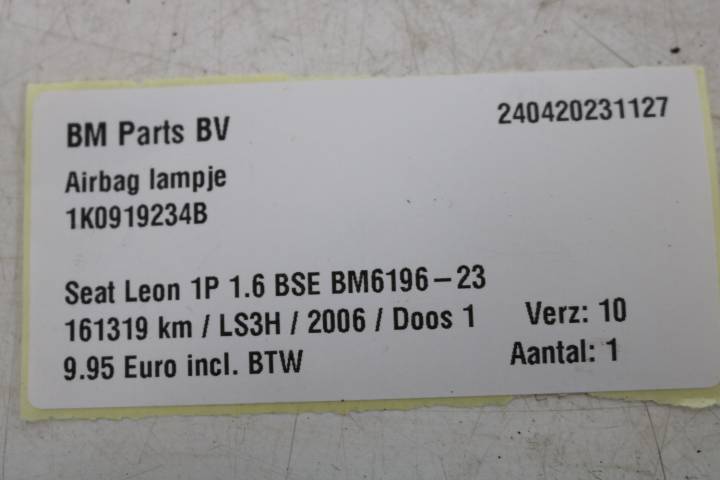 BM Parts BV 240420231127
Airbag lampje
1K0919234B
Seat Leon 1P 1.6 BSE BM6196-23
161319 km / LS3H / 2006 / Doos 1 Verz: 10
9.95 Euro incl. BTW Aantal: 1